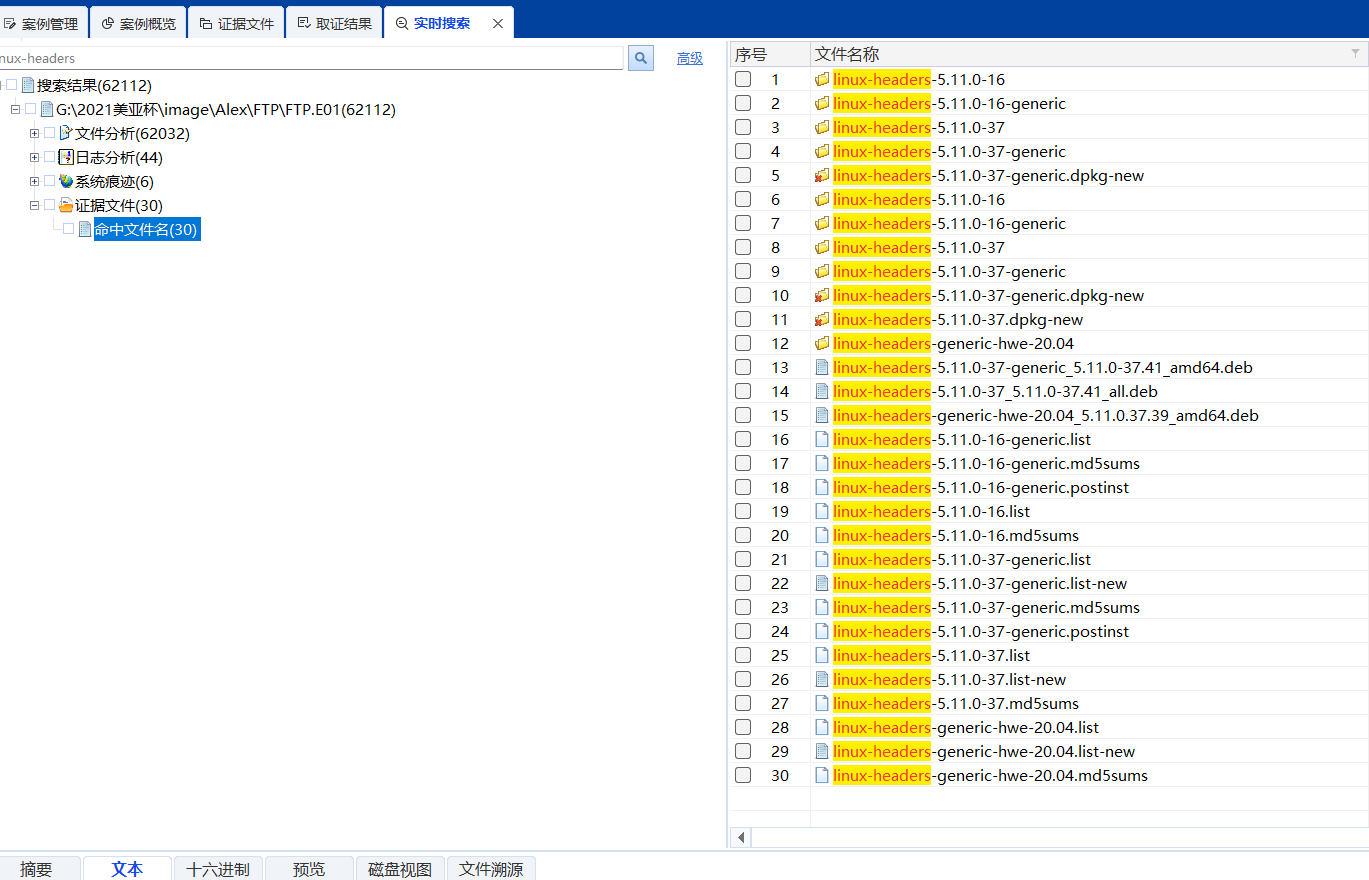 案例管理 案例概览 证据文件 取证结果 实时搜索
nux-headers 高级
搜索结果(62112)
G:\2021美亚杯\image\Alex\FTP\FTP.E01(62112)
文件分析(62032)
日志分析(44)
系统痕迹(6)
证据文件(30)
命中文件名(30)
序号 文件名称
1 linux-headers-5.11.0-16
2 linux-headers-5.11.0-16-generic
3 linux-headers-5.11.0-37
4 linux-headers-5.11.0-37-generic
5 linux-headers-5.11.0-37-generic.dpkg-new
6 linux-headers-5.11.0-16
7 linux-headers-5.11.0-16-generic
8 linux-headers-5.11.0-37
9 linux-headers-5.11.0-37-generic
10 linux-headers-5.11.0-37-generic.dpkg-new
11 linux-headers-5.11.0-37.dpkg-new
12 linux-headers-generic-hwe-20.04
13 linux-headers-5.11.0-37-generic_5.11.0-37.41_amd64.deb
14 linux-headers-5.11.0-37_5.11.0-37.41_all.deb
15 linux-headers-generic-hwe-20.04_5.11.0.37.39_amd64.deb
16 linux-headers-5.11.0-16-generic.list
17 linux-headers-5.11.0-16-generic.md5sums
18 linux-headers-5.11.0-16-generic.postinst
19 linux-headers-5.11.0-16.list
20 linux-headers-5.11.0-16.md5sums
21 linux-headers-5.11.0-37-generic.list
22 linux-headers-5.11.0-37-generic.list-new
23 linux-headers-5.11.0-37-generic.md5sums
24 linux-headers-5.11.0-37-generic.postinst
25 linux-headers-5.11.0-37.list
26 linux-headers-5.11.0-37.list-new
27 linux-headers-5.11.0-37.md5sums
28 linux-headers-generic-hwe-20.04.list
29 linux-headers-generic-hwe-20.04.list-new
30 linux-headers-generic-hwe-20.04.md5sums
摘要 文本 十六进制 预览 磁盘视图 文件溯源